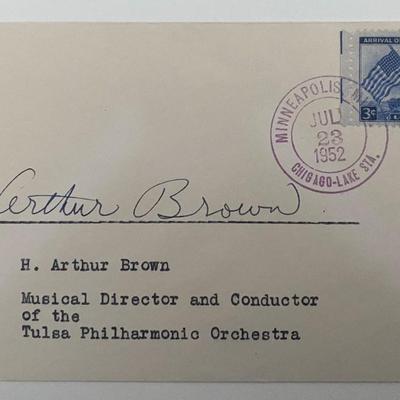 ARRIVAL O
3¢
MINNEAPOLIS, M
JUL
23
1952
CHICAGO-LAKE STA.
Arthur Brown
H. Arthur Brown
Musical Director and Conductor
of the
Tulsa Philharmonic Orchestra